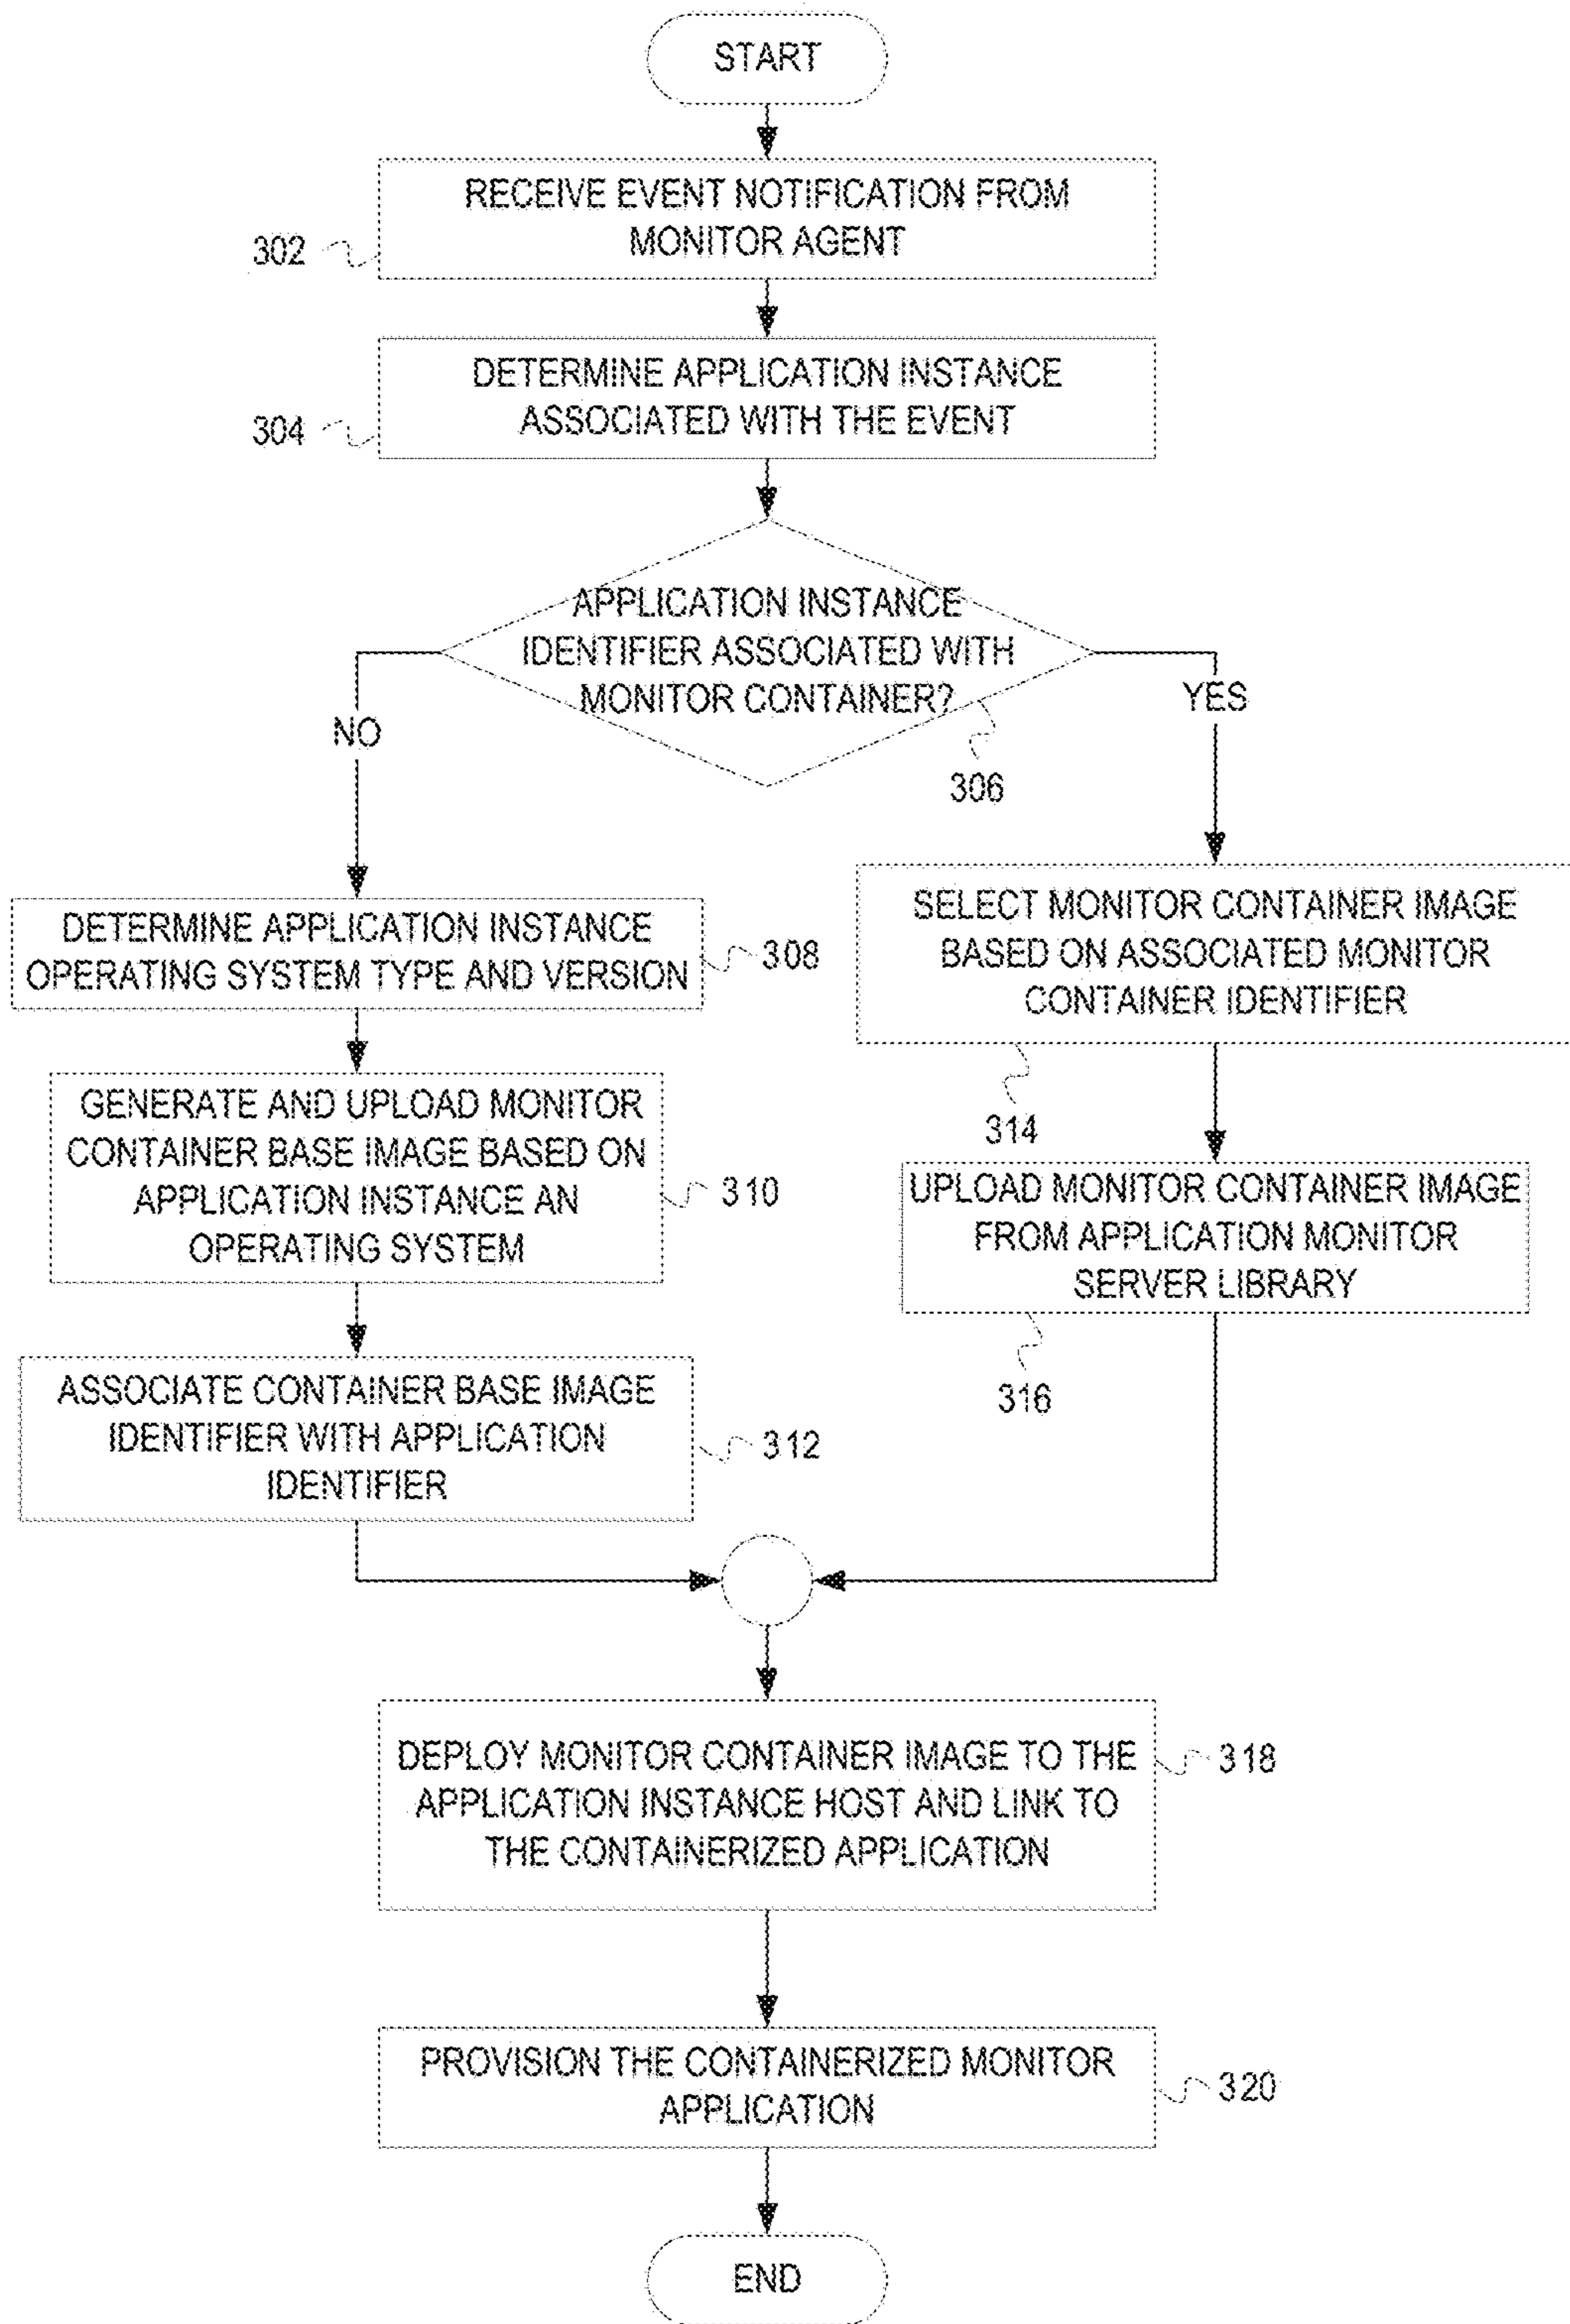 START
RECEIVE EVENT NOTIFICATION FROM
MONITOR AGENT
302
DETERMINE APPLICATION INSTANCE
ASSOCIATED WITH THE EVENT
304
APPLICATION INSTANCE
IDENTIFIER ASSOCIATED WITH
MONITOR CONTAINER?
306
NO
YES
DETERMINE APPLICATION INSTANCE
OPERATING SYSTEM TYPE AND VERSION
308
GENERATE AND UPLOAD MONITOR
CONTAINER BASE IMAGE BASED ON
APPLICATION INSTANCE AN
OPERATING SYSTEM
310
ASSOCIATE CONTAINER BASE IMAGE
IDENTIFIER WITH APPLICATION
IDENTIFIER
312
SELECT MONITOR CONTAINER IMAGE
BASED ON ASSOCIATED MONITOR
CONTAINER IDENTIFIER
314
UPLOAD MONITOR CONTAINER IMAGE
FROM APPLICATION MONITOR
SERVER LIBRARY
316
DEPLOY MONITOR CONTAINER IMAGE TO THE
APPLICATION INSTANCE HOST AND LINK TO
THE CONTAINERIZED APPLICATION
318
PROVISION THE CONTAINERIZED MONITOR
APPLICATION
320
END